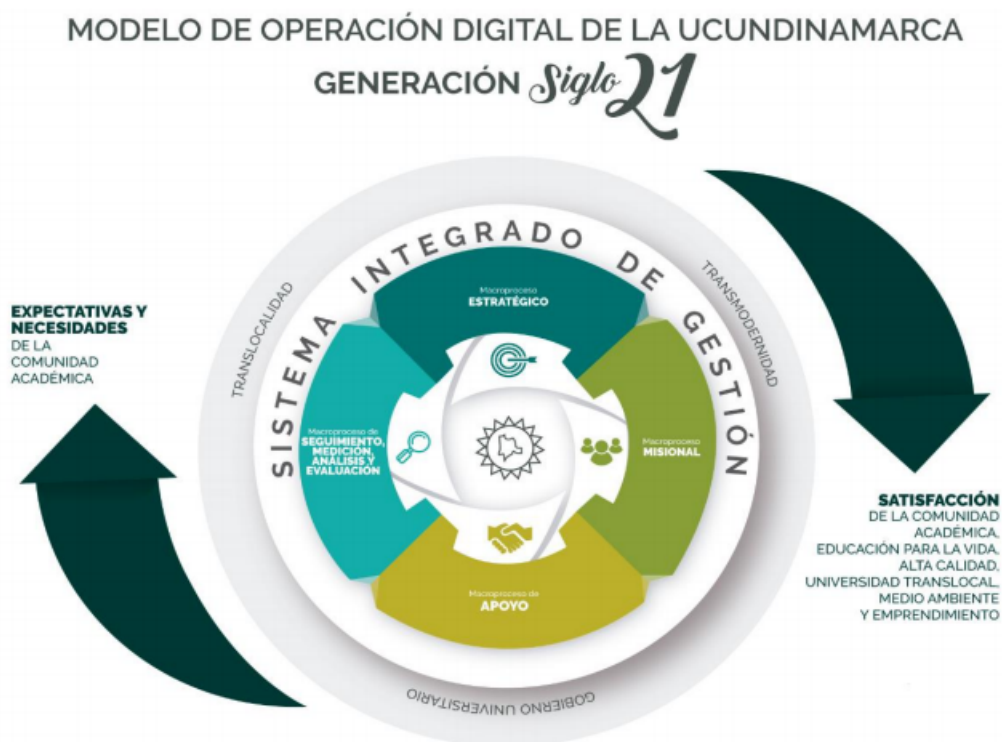 MODELO DE OPERACIÓN DIGITAL DE LA UCUNDINAMARCA
GENERACIÓN Siglo 21
SISTEMA INTEGRADO DE GESTIÓN
TRANSLOCALIDAD
TRANSMODERNIDAD
GOBIERNO UNIVERSITARIO
EXPECTATIVAS Y
NECESIDADES
DE LA
COMUNIDAD
ACADÉMICA
Macroproceso
ESTRATÉGICO
Macroproceso de
SEGUIMIENTO,
MEDICIÓN,
ANÁLISIS Y
EVALUACIÓN
Macroproceso
MISIONAL
Macroproceso de
APOYO
SATISFACCIÓN
DE LA COMUNIDAD
ACADÉMICA,
EDUCACIÓN PARA LA VIDA,
ALTA CALIDAD,
UNIVERSIDAD TRANSLOCAL,
MEDIO AMBIENTE
Y EMPRENDIMIENTO